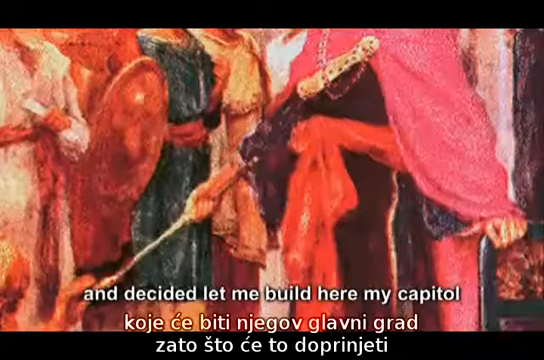 and decided let me build here my capitol
koje će biti njegov glavni grad
zato što će to doprinjeti